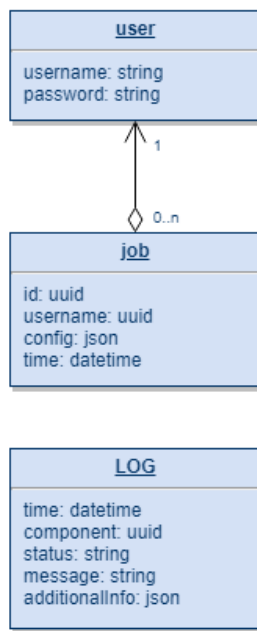 user
username: string
password: string
1
0..n
job
id: uuid
username: uuid
config: json
time: datetime
LOG
time: datetime
component: uuid
status: string
message: string
additionalInfo: json